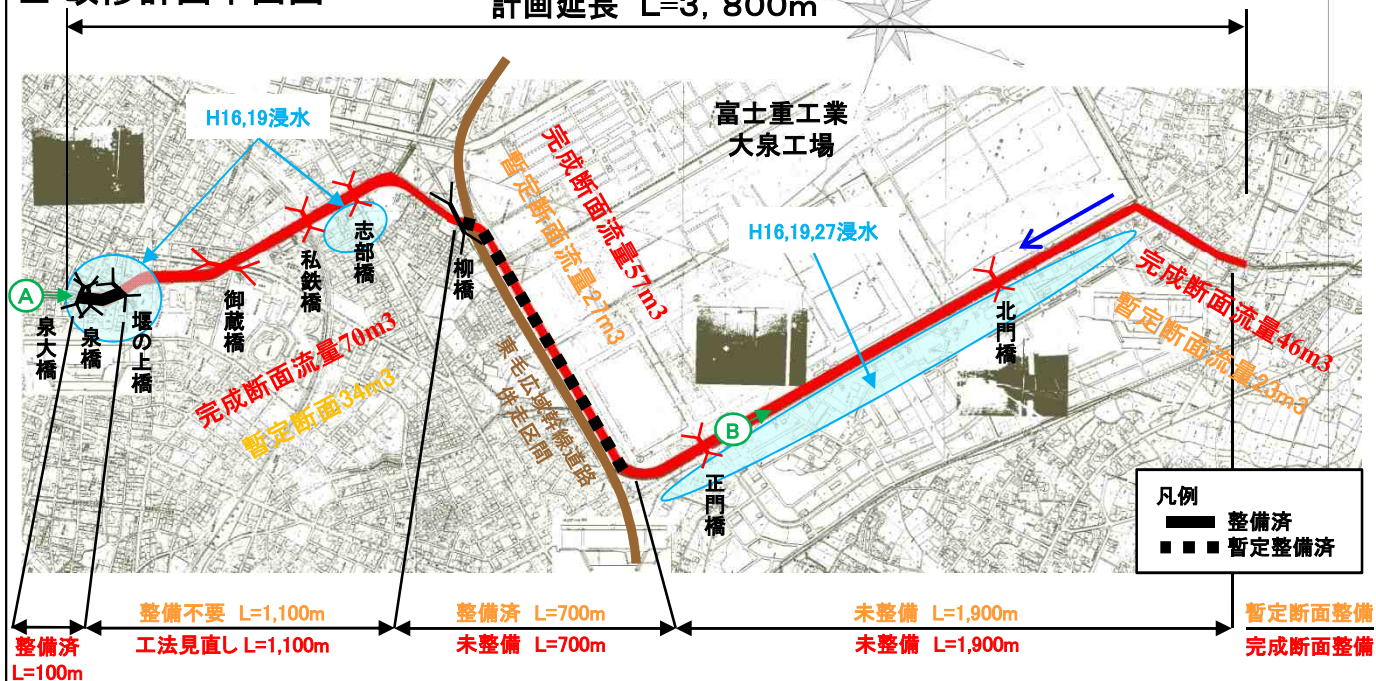 計画延長 L=3,800m
富士重工業
大泉工場
H16,19浸水
完成断面流量57m3
暫定断面流量27m3
H16,19,27浸水
志部橋
私鉄橋
柳橋
御蔵橋
A
泉大橋
泉橋
堰の上橋
完成断面流量70m3
暫定断面34m3
東毛広域幹線道路
併走区間
B
正門橋
北門橋
完成断面流量46m3
暫定断面流量23m3
凡例
整備済
暫定整備済
整備不要 L=1,100m
整備済 L=700m
未整備 L=1,900m
暫定断面整備
整備済
L=100m
工法見直し L=1,100m
未整備 L=700m
未整備 L=1,900m
完成断面整備